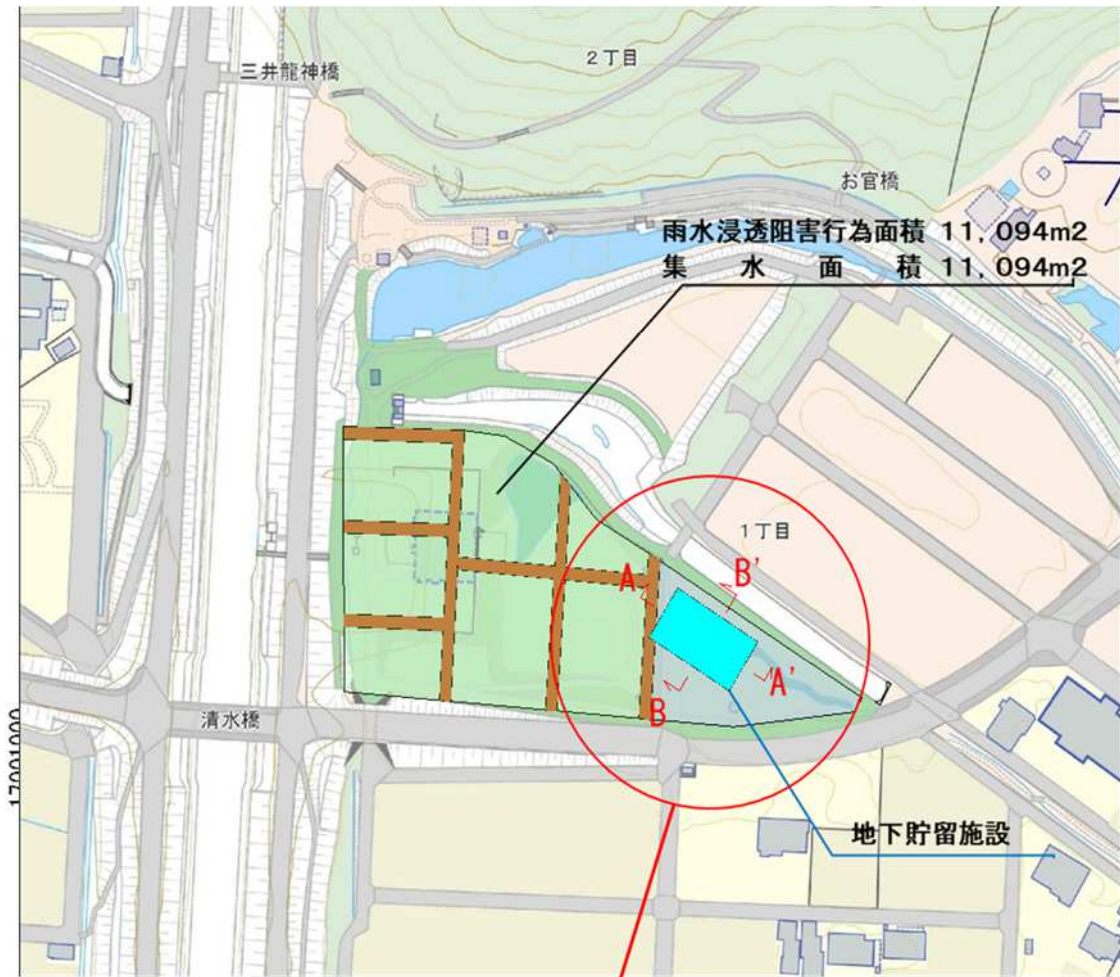 2丁目
三井龍神橋
お官橋
雨水浸透阻害行為面積 11,094m2
集水面積 11,094m2
1丁目
A
B'
A'
B
清水橋
17001000
地下貯留施設